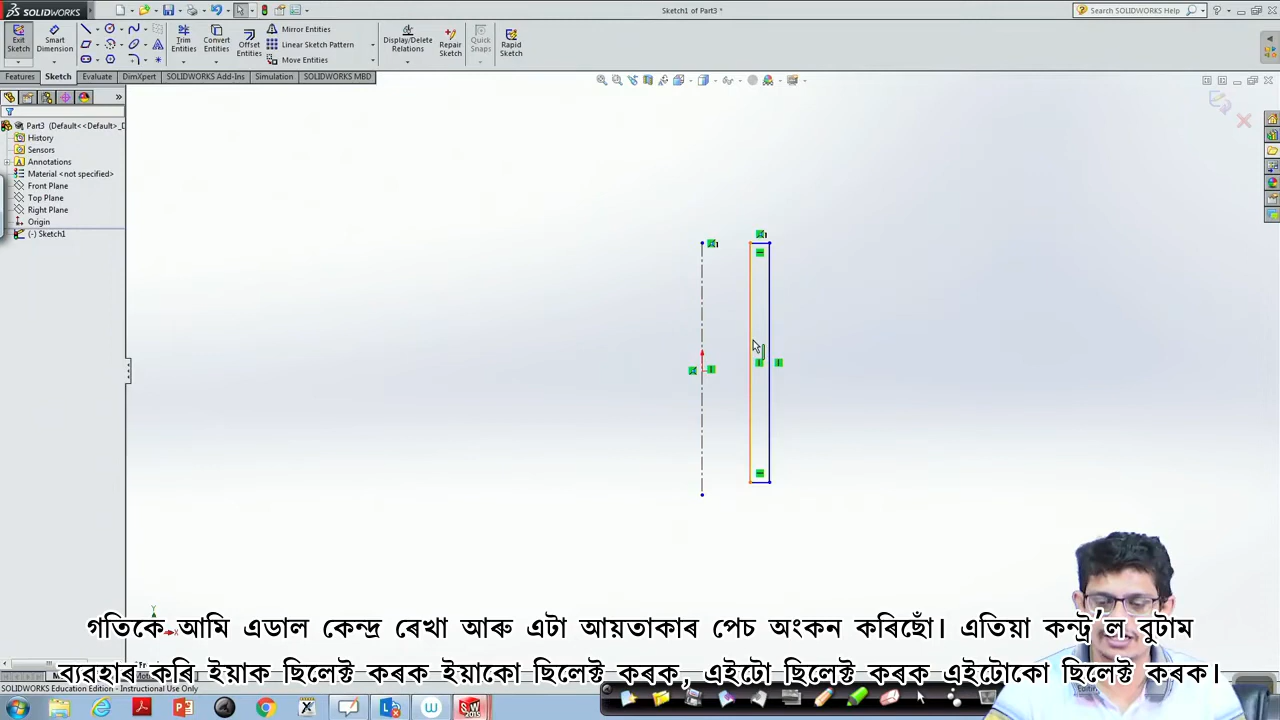 SOLIDWORKS
Sketch1 of Part3 *
Search SOLIDWORKS Help
Exit Sketch
Smart Dimension
Trim Entities
Convert Entities
Offset Entities
Mirror Entities
Linear Sketch Pattern
Move Entities
Display/Delete Relations
Repair Sketch
Quick Snaps
Rapid Sketch
Features Sketch Evaluate DimXpert SOLIDWORKS Add-Ins Simulation SOLIDWORKS MBD
Part3 (Default<<Default>_D
History
Sensors
Annotations
Material <not specified>
Front Plane
Top Plane
Right Plane
Origin
(-) Sketch1
গতিকে আমি এডাল কেন্দ্ৰ ৰেখা আৰু এটা আয়তাকাৰ পেচ অংকন কৰিছোঁ। এতিয়া কন্ট্ৰ'ল বুটাম
ব্যৱহাৰ কৰি ইয়াক ছিলেক্ট কৰক ইয়াকো ছিলেক্ট কৰক, এইটো ছিলেক্ট কৰক এইটোকো ছিলেক্ট কৰক।
SOLIDWORKS Education Edition - Instructional Use Only